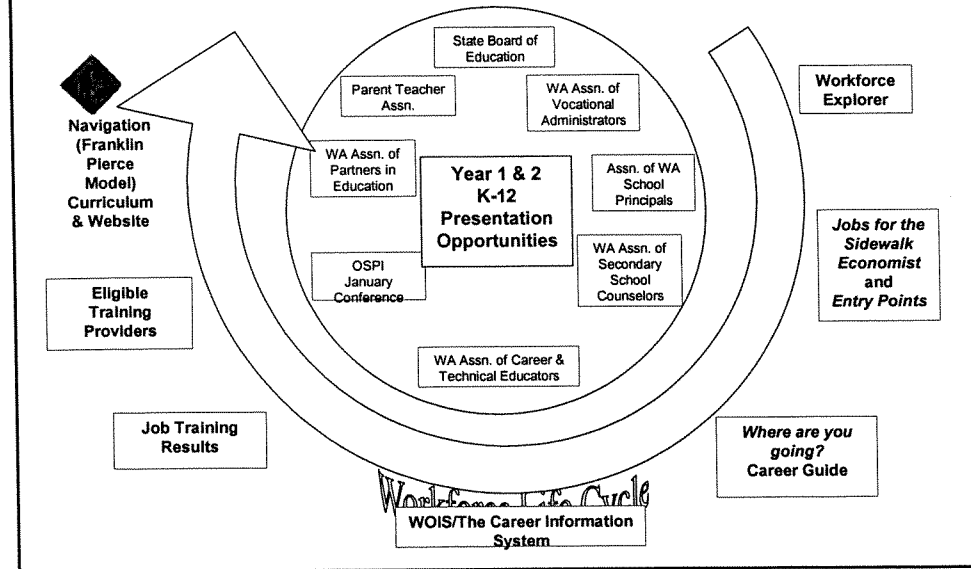 State Board of
Education
Parent Teacher
Assn.
WA Assn. of
Vocational
Administrators
WA Assn. of
Partners in
Education
Year 1 & 2
K-12
Presentation
Opportunities
Assn. of WA
School
Principals
OSPI
January
Conference
WA Assn. of
Secondary
School
Counselors
WA Assn. of Career &
Technical Educators
Workforce
Explorer
Jobs for the
Sidewalk
Economist
and
Entry Points
Where are you
going?
Career Guide
Workforce Life Cycle
WOIS/The Career Information
System
Job Training
Results
Eligible
Training
Providers
Navigation
(Franklin
Pierce
Model)
Curriculum
& Website